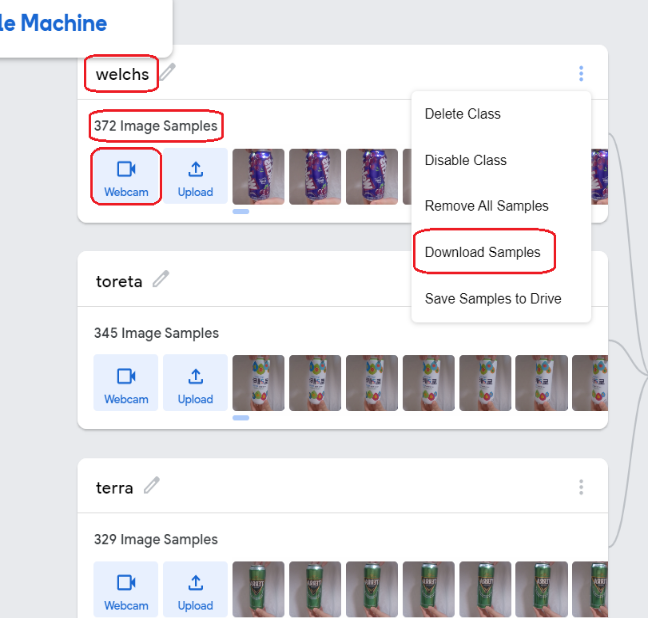 le Machine
welchs
372 Image Samples
Webcam
Upload
Delete Class
Disable Class
Remove All Samples
Download Samples
Save Samples to Drive
toreta
345 Image Samples
Webcam
Upload
terra
329 Image Samples
Webcam
Upload